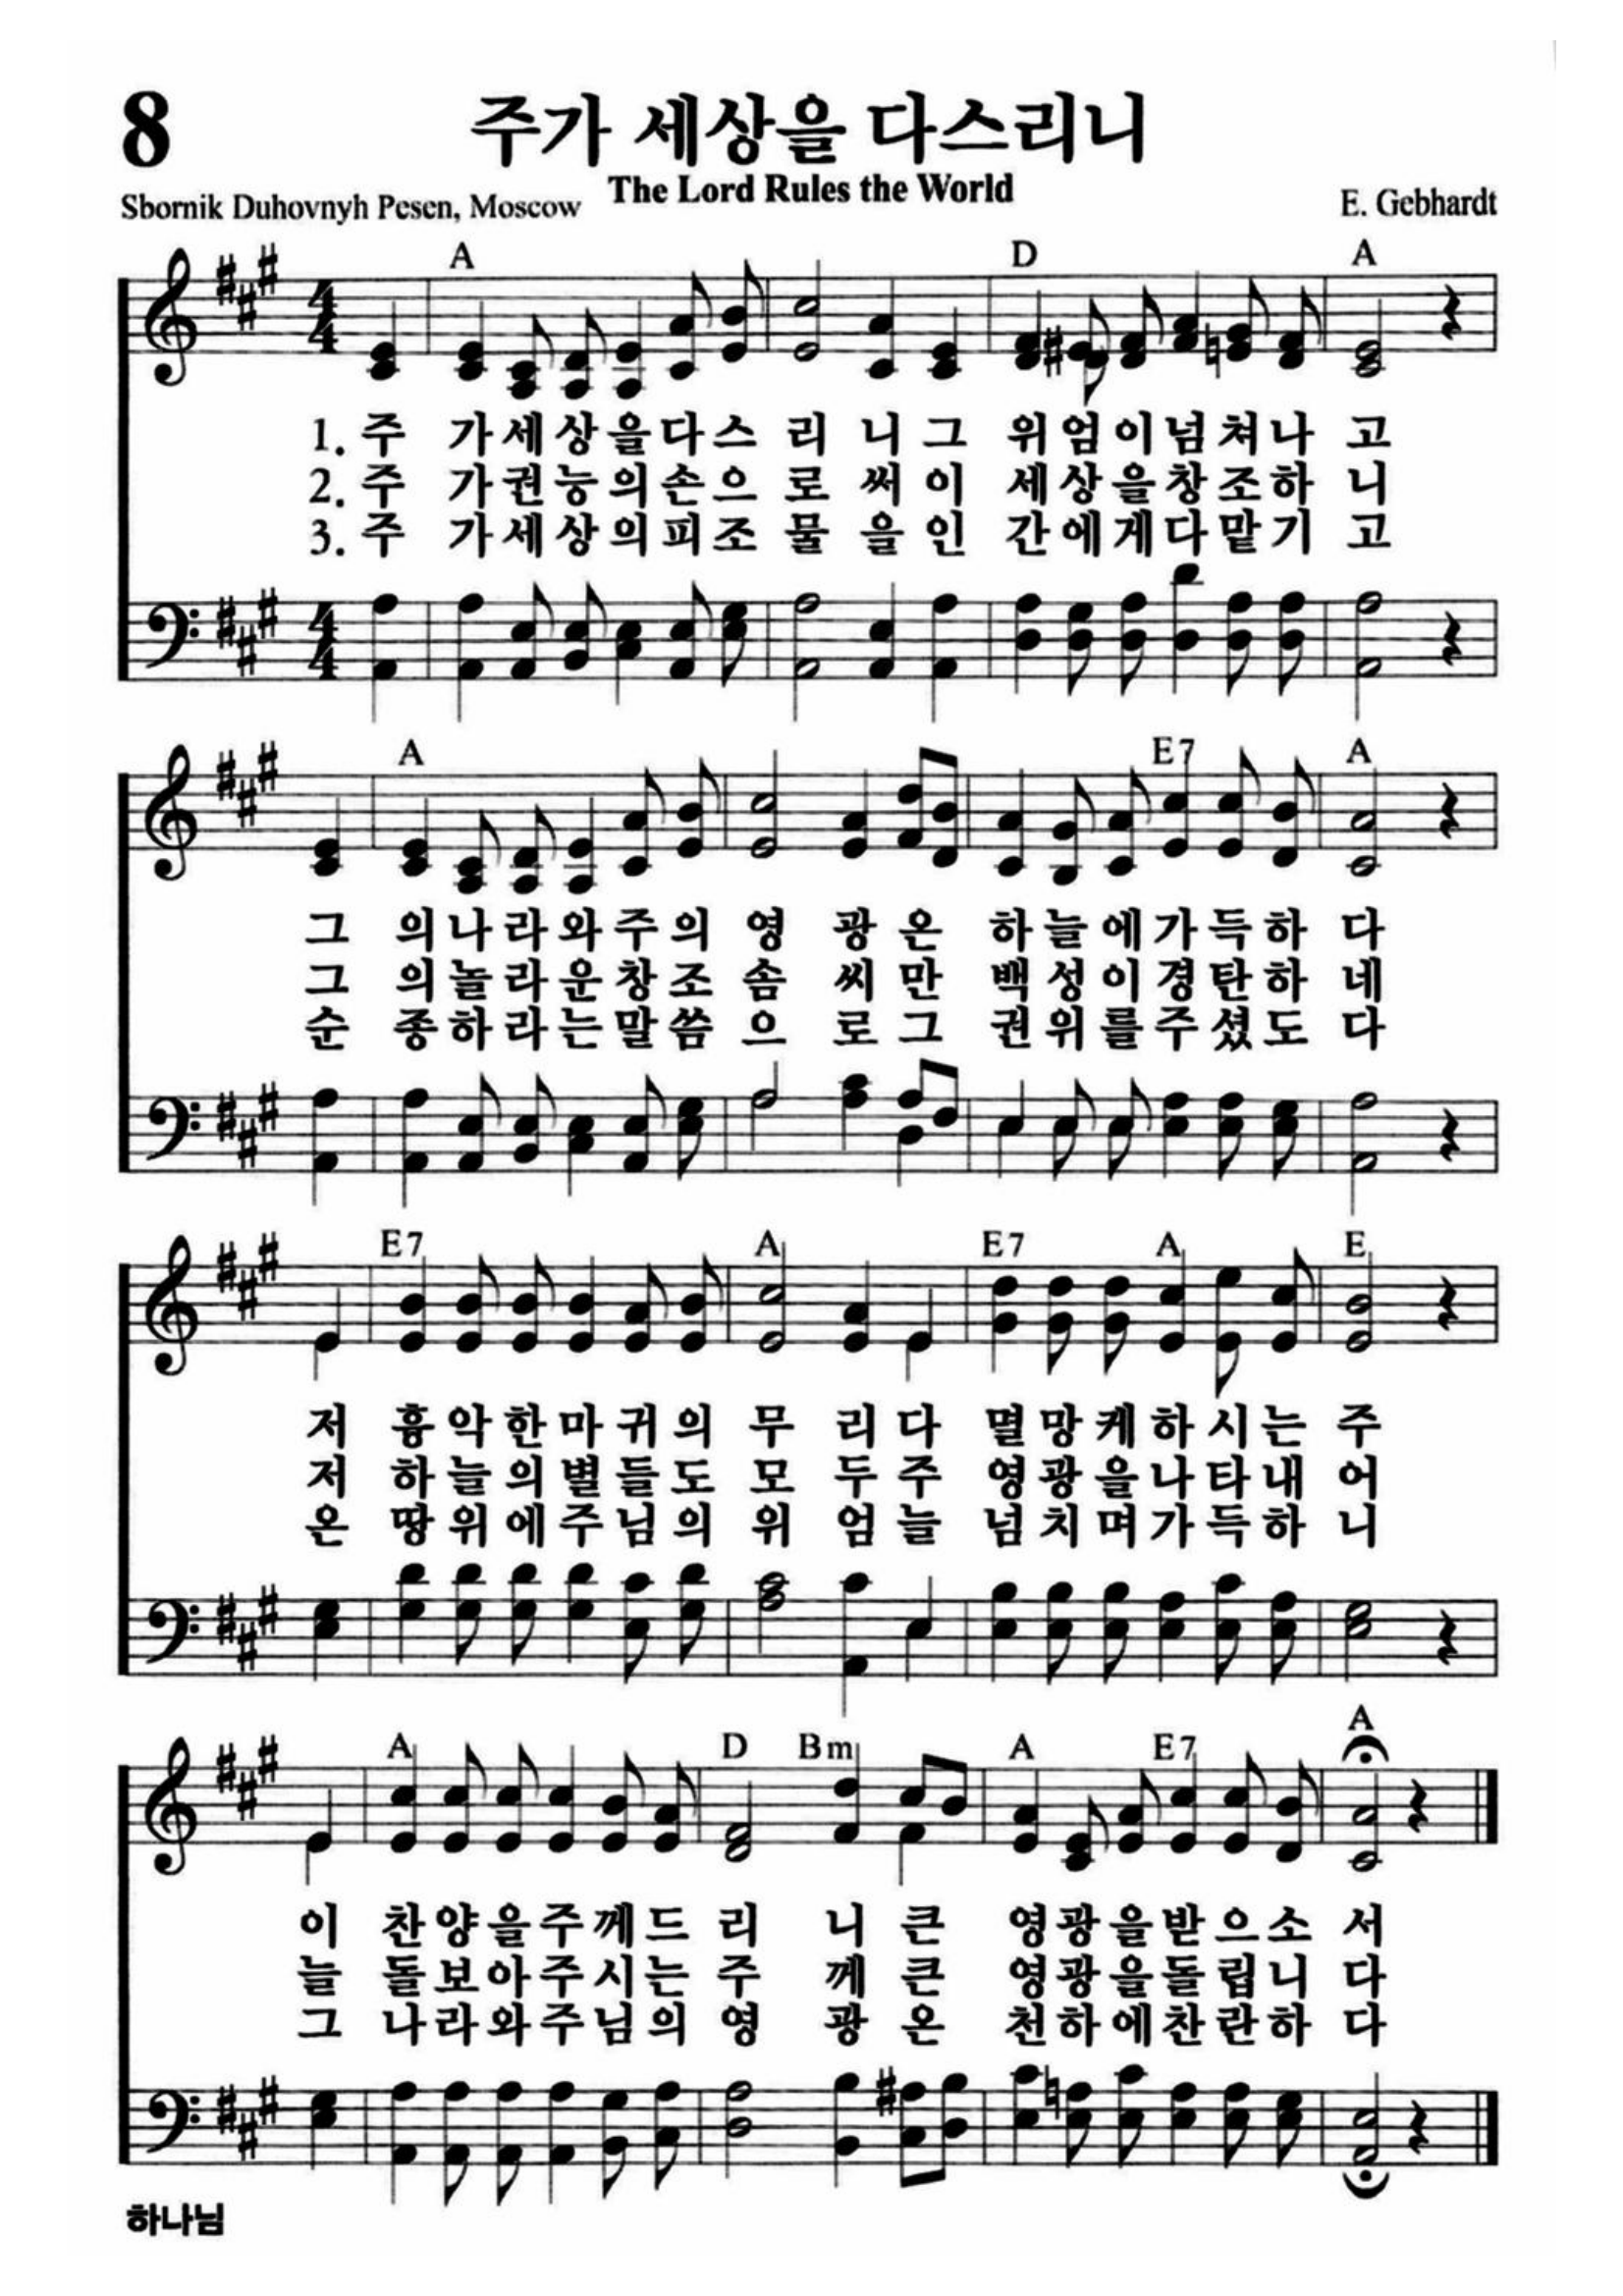 8
주가 세상을 다스리니
The Lord Rules the World
Sbornik Duhovnyh Pesen, Moscow
E. Gebhardt
A D A
1. 주 가세상을다스 리 니 그 위엄이넘쳐나 고
2. 주 가권능의손으 로 써 이 세상을창조하 니
3. 주 가세상의피조 물 을 인 간에게다맡기 고
A E7 A
그 의나라와주의 영 광 온 하늘에가득하 다
그 의놀라운창조 솜 씨 만 백성이경탄하 네
순 종하라는말씀 으 로 그 권위를주셨도 다
E7 A E7 A E
저 흉악한마귀의 무 리 다 멸망케하시는 주
저 하늘의별들도 모 두 주 영광을나타내 어
온 땅위에주님의 위 엄 늘 넘치며가득하 니
A D Bm A E7 A
이 찬양을주께드 리 니 큰 영광을받으소 서
늘 돌보아주시는 주 께 큰 영광을돌립니 다
그 나라와주님의 영 광 온 천하에찬란하 다
하나님